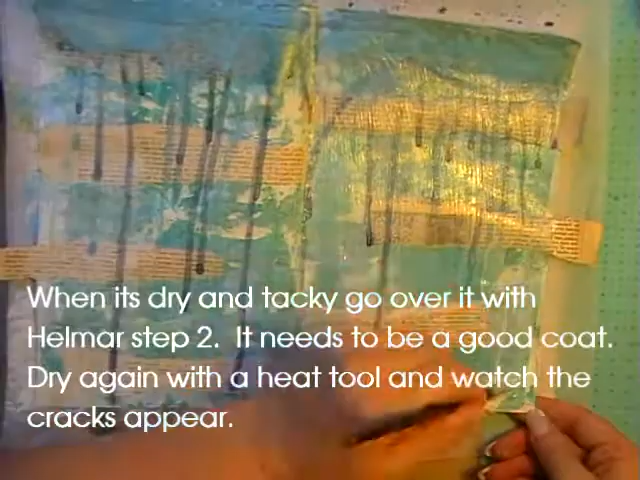 When its dry and tacky go over it with
Helmar step 2.  It needs to be a good coat.
Dry again with a heat tool and watch the
cracks appear.